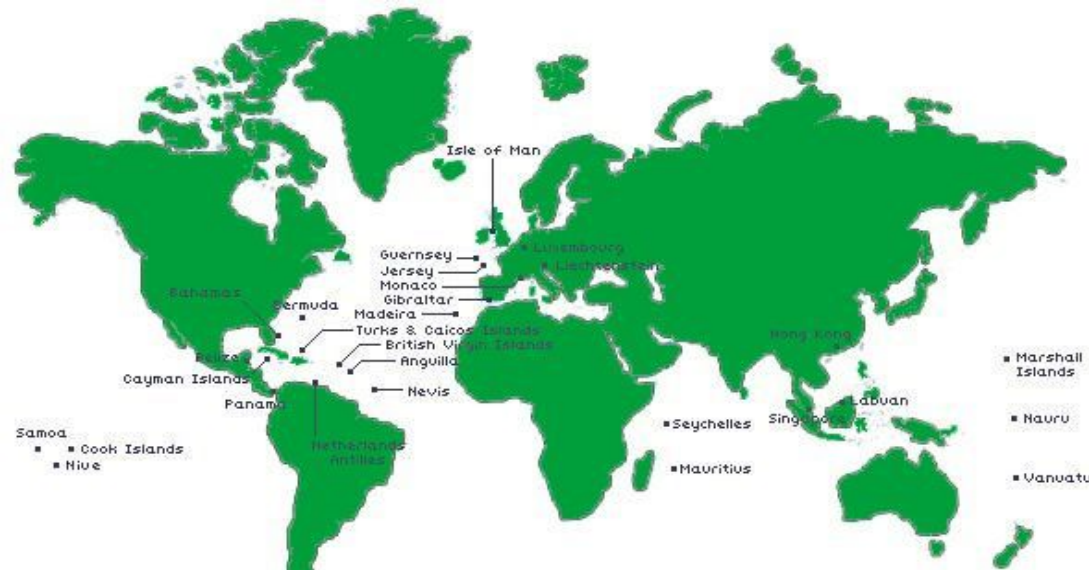 Isle of Man
Luxembourg
Guernsey
Liechtenstein
Jersey
Monaco
Bahamas
Gibraltar
Bermuda
Madeira
Turks & Caicos Islands
Hong Kong
British Virgin Islands
Belize
Anguilla
Marshall
Islands
Cayman Islands
Nevis
Panama
Labuan
Singapore
Nauru
Seychelles
Samoa
Netherlands
Antilles
Cook Islands
Niue
Mauritius
Vanuatu